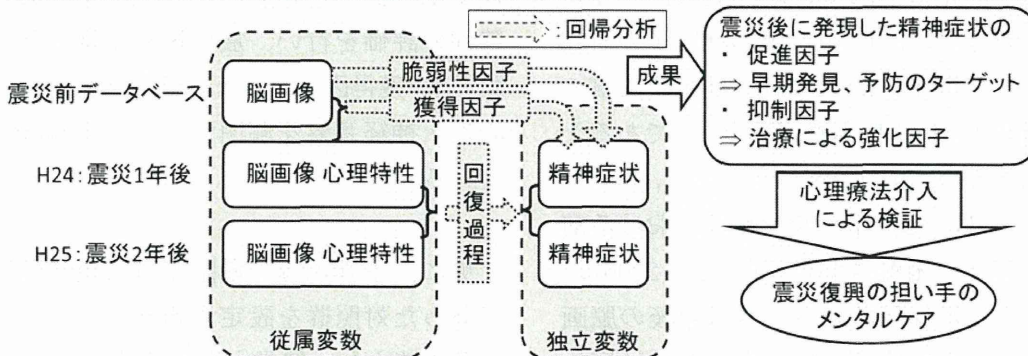 :回帰分析
脆弱性因子
獲得因子
成果
震災後に発現した精神症状の
・ 促進因子
⇒ 早期発見、予防のターゲット
・ 抑制因子
⇒ 治療による強化因子
震災前データベース
脳画像
H24:震災1年後
脳画像 心理特性
回復過程
精神症状
H25:震災2年後
脳画像 心理特性
精神症状
心理療法介入
による検証
震災復興の担い手の
メンタルケア
従属変数
独立変数